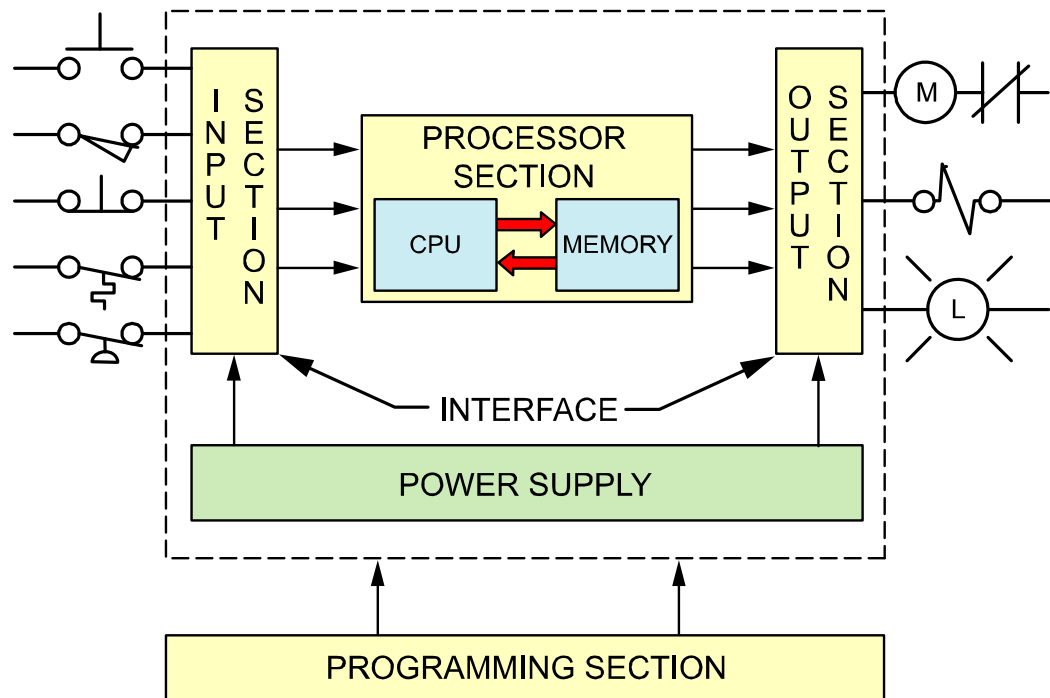 INPUT
SECTION
PROCESSOR
SECTION
CPU
MEMORY
OUTPUT
SECTION
M
L
INTERFACE
POWER SUPPLY
PROGRAMMING SECTION